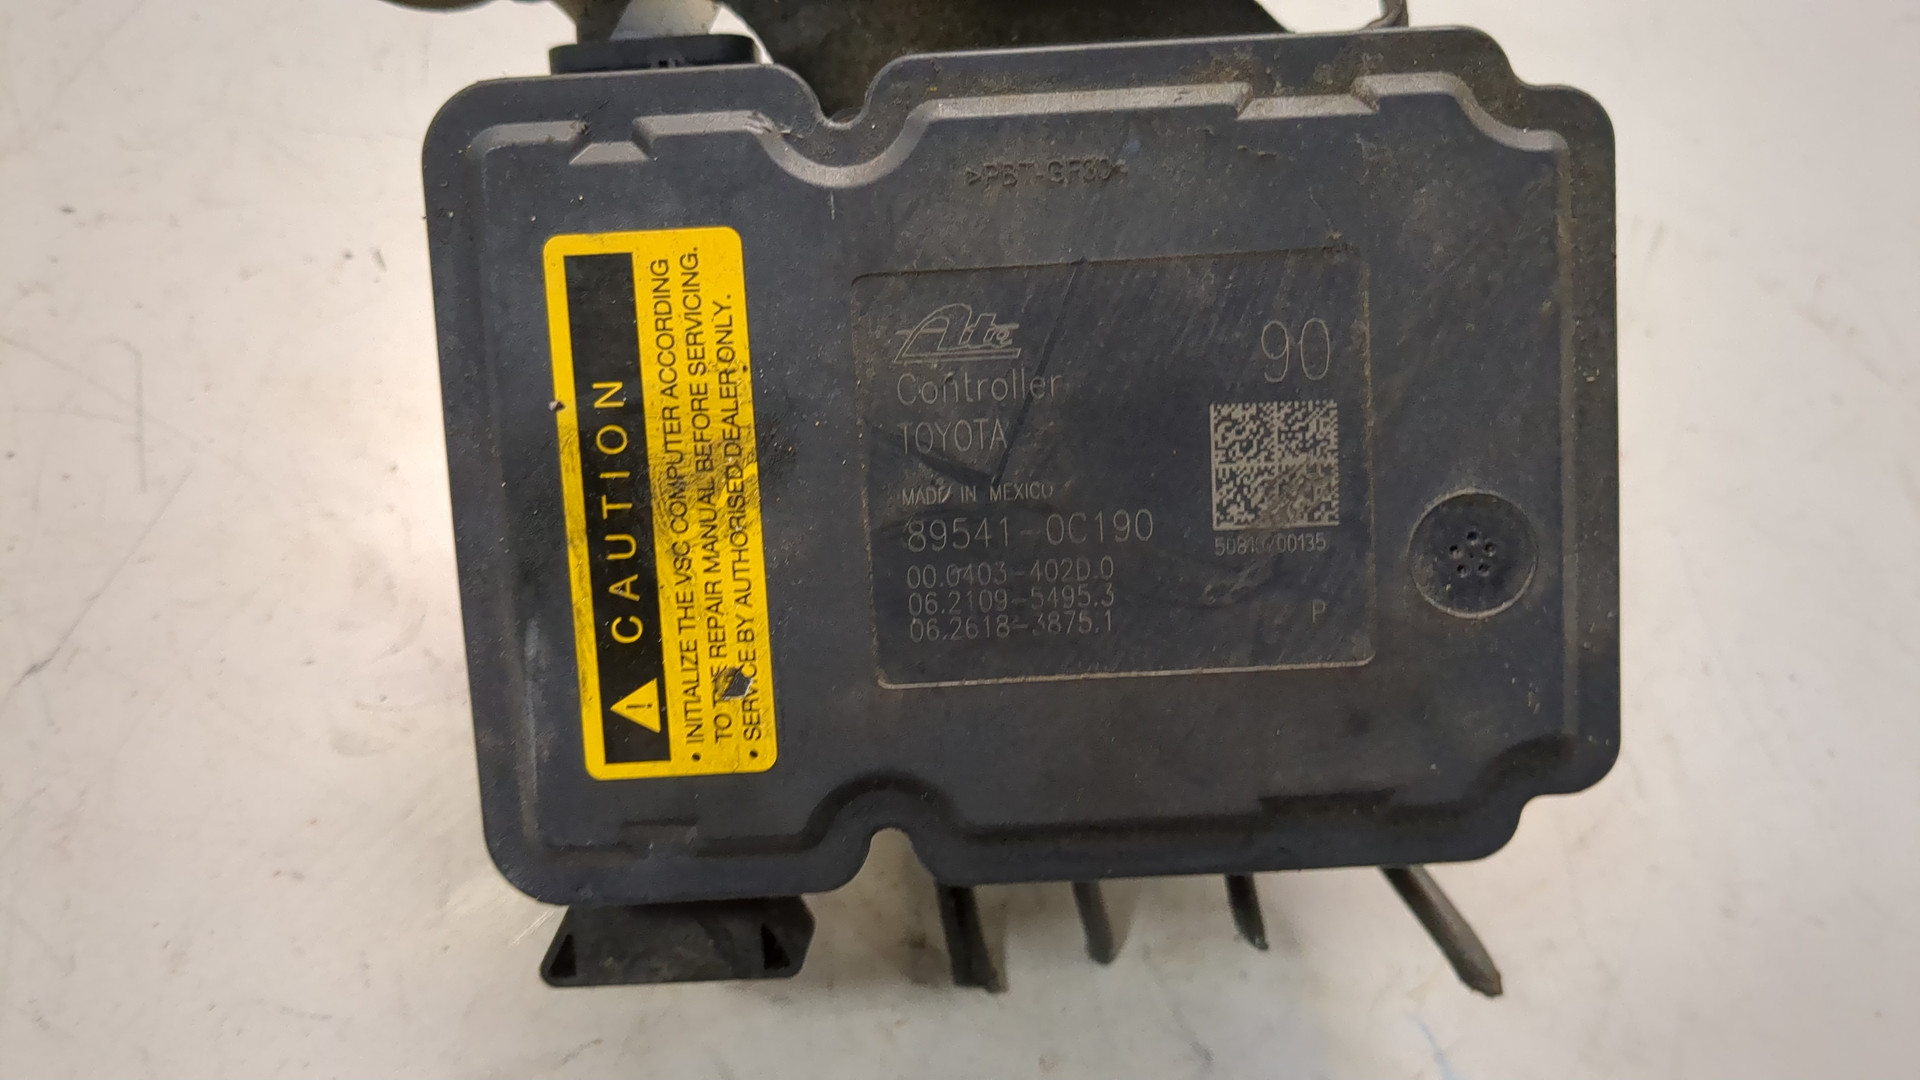 >PBT-GF30<
CAUTION
• INITIALIZE THE VSC COMPUTER ACCORDING
TO THE REPAIR MANUAL BEFORE SERVICING.
• SERVICE BY AUTHORISED DEALER ONLY.
Ate
90
Controller
TOYOTA
MADE IN MEXICO
89541-0C190
00.0403-402D.0
06.2109-5495.3
06.2618-3875.1
P